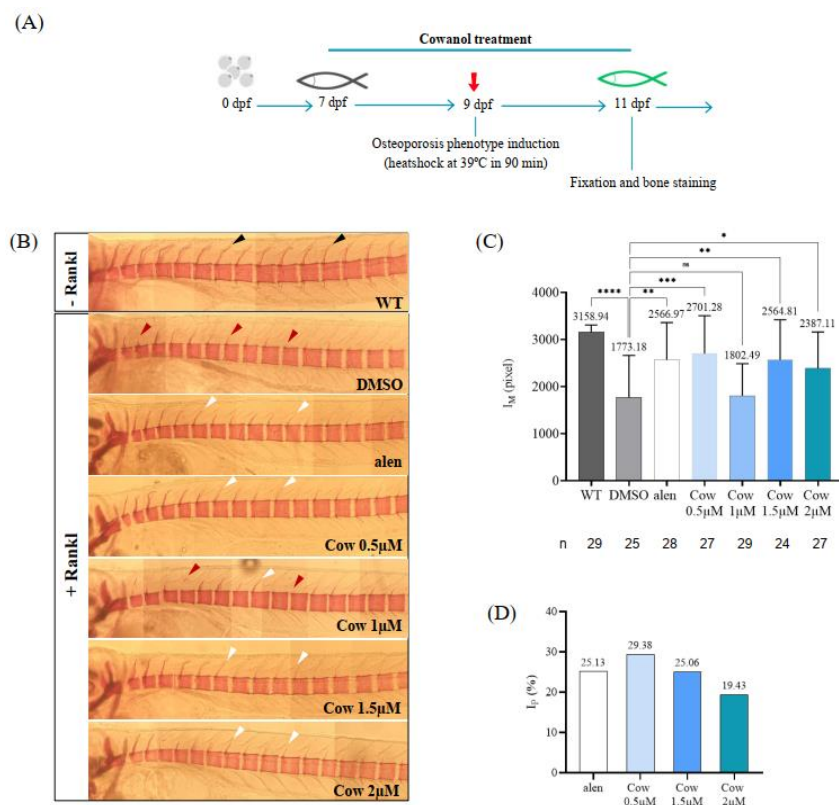 (A)
Cowanol treatment
0 dpf
7 dpf
9 dpf
11 dpf
Osteoporosis phenotype induction
(heatshock at 39ºC in 90 min)
Fixation and bone staining
(B)
- Rankl
WT
+ Rankl
DMSO
alen
Cow 0.5µM
Cow 1µM
Cow 1.5µM
Cow 2µM
(C)
*
**
ns
***
**** **
I_M (pixel)
4000
3000
2000
1000
0
3158.94
1773.18
2566.97
2701.28
1802.49
2564.81
2387.11
WT DMSO alen Cow Cow Cow Cow
0.5µM 1µM 1.5µM 2µM
n 29 25 28 27 29 24 27
(D)
I_P (%)
40
30
20
10
0
25.13
29.38
25.06
19.43
alen Cow Cow Cow
0.5µM 1.5µM 2µM